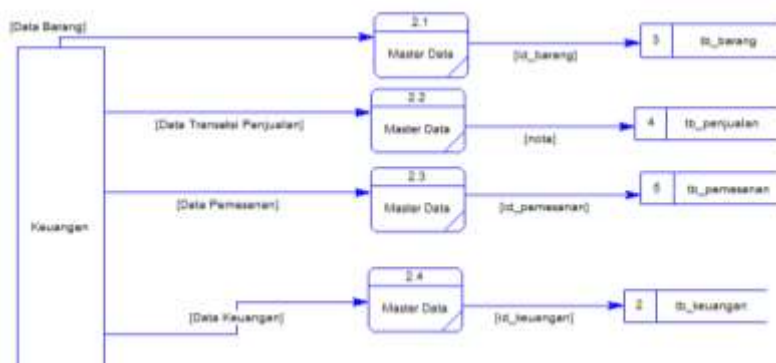 [Data Barang]
2.1
Master Data
[id_barang]
3 tb_barang
2.2
Master Data
[Data Transaksi Penjualan]
[nota]
4 tb_penjualan
2.3
Master Data
[Data Pemesanan]
[id_pemesanan]
5 tb_pemesanan
Keuangan
2.4
Master Data
[Data Keuangan]
[id_keuangan]
2 tb_keuangan